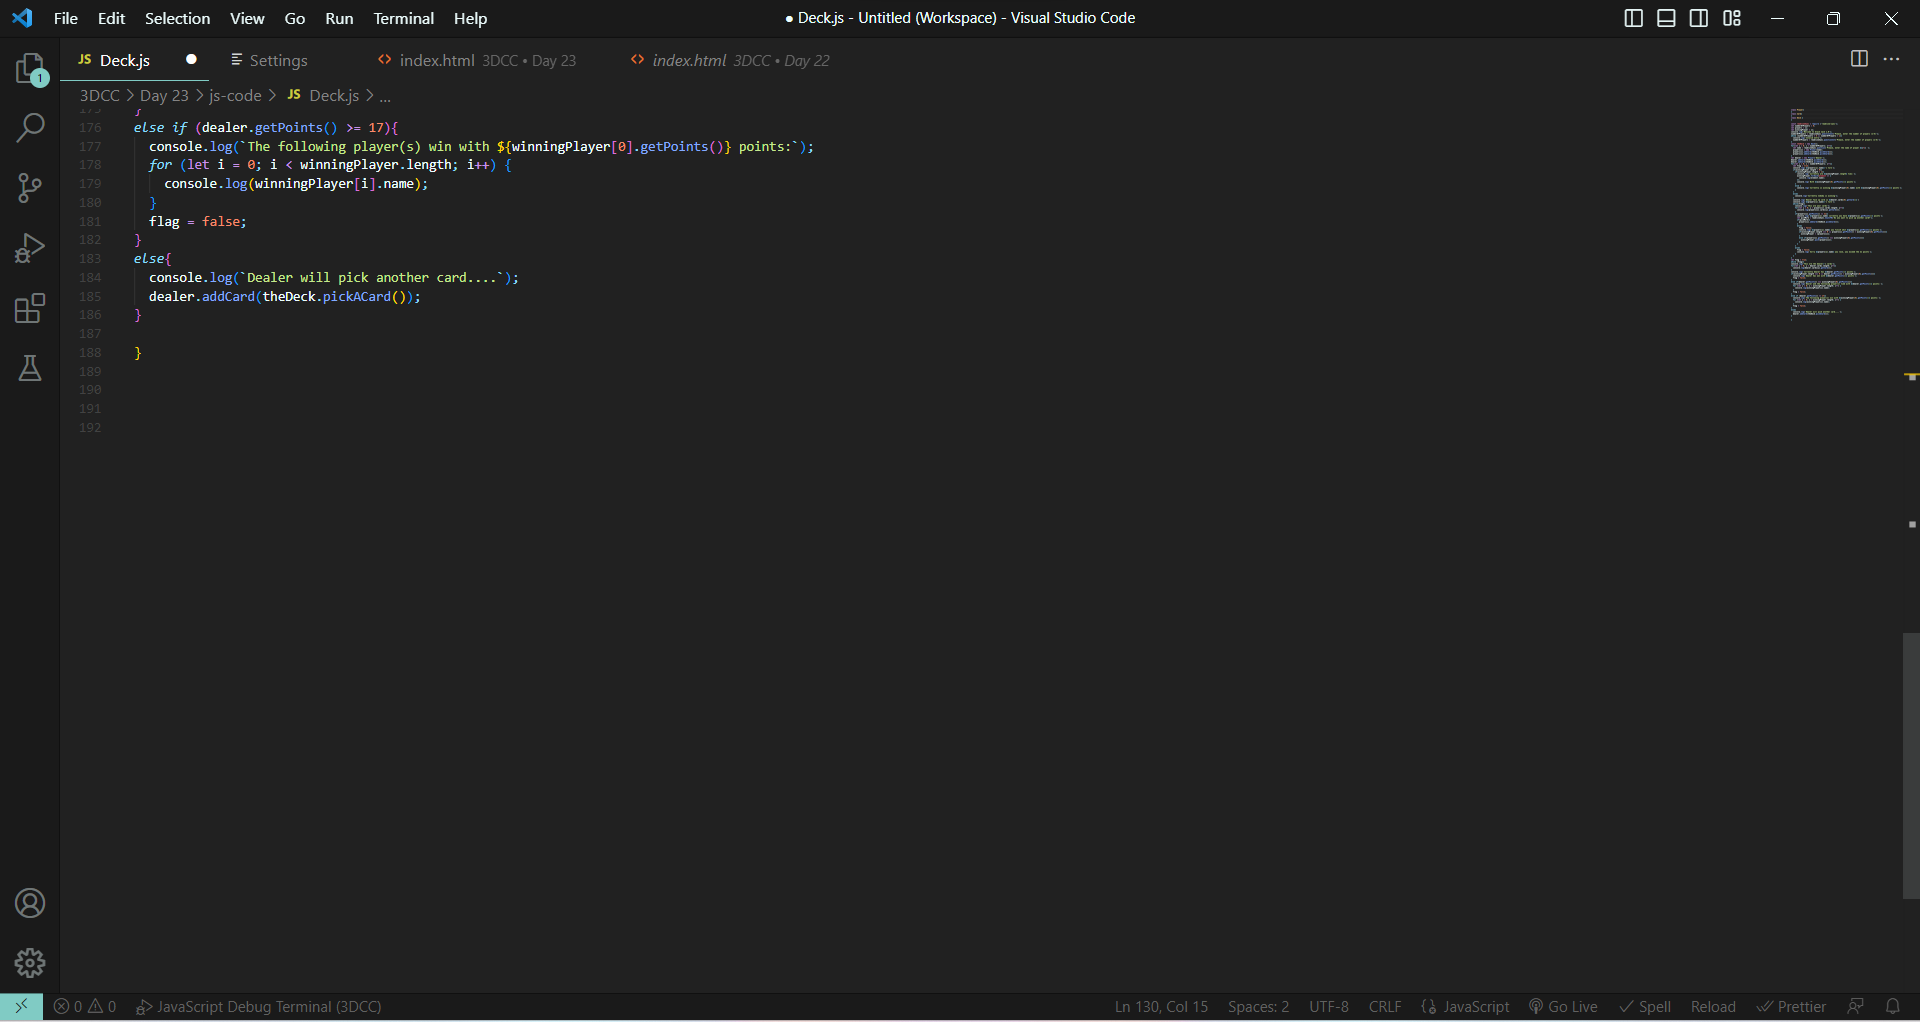 File Edit Selection View Go Run Terminal Help
● Deck.js - Untitled (Workspace) - Visual Studio Code
1
JS Deck.js ● Settings <> index.html 3DCC • Day 23 <> index.html 3DCC • Day 22
3DCC > Day 23 > js-code > JS Deck.js > ...
175 }
176 else if (dealer.getPoints() >= 17){
177 console.log(`The following player(s) win with ${winningPlayer[0].getPoints()} points:`);
178 for (let i = 0; i < winningPlayer.length; i++) {
179 console.log(winningPlayer[i].name);
180 }
181 flag = false;
182 }
183 else{
184 console.log(`Dealer will pick another card....`);
185 dealer.addCard(theDeck.pickACard());
186 }
187
188 }
189
190
191
192
0 0 JavaScript Debug Terminal (3DCC) Ln 130, Col 15 Spaces: 2 UTF-8 CRLF {} JavaScript Go Live Spell Reload Prettier